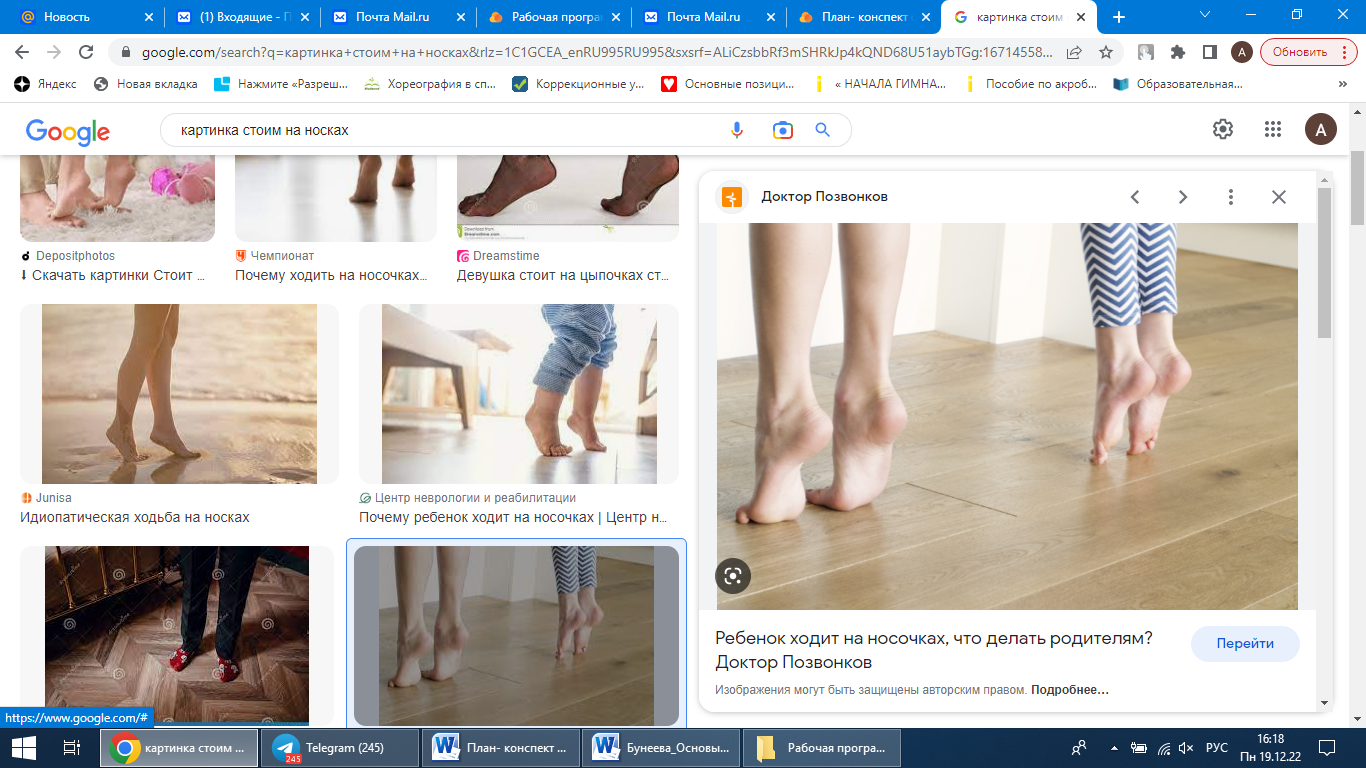 Новость
(1) Входящие - П
Почта Mail.ru
Рабочая програ
Почта Mail.ru
План- конспект
картинка стоим
google.com/search?q=картинка+стоим+на+носках&rlz=1C1GCEA_enRU995RU995&sxsrf=ALiCzsbbRf3mSHRkJp4kQND68U51aybTGg:16714558...
А
Обновить
Яндекс
Новая вкладка
Нажмите «Разреш...
Хореография в сп...
Коррекционные у...
Основные позици...
« НАЧАЛА ГИМНА...
Пособие по акроб...
Образовательная...
»
Google
картинка стоим на носках
А
Доктор Позвонков
Depositphotos
⬇ Скачать картинки Стоит ...
Чемпионат
Почему ходить на носочках...
Dreamstime
Девушка стоит на цыпочках ст...
Junisa
Идиопатическая ходьба на носках
Центр неврологии и реабилитации
Почему ребенок ходит на носочках | Центр н...
Ребенок ходит на носочках, что делать родителям?
Доктор Позвонков
Перейти
Изображения могут быть защищены авторским правом. Подробнее...
https://www.google.com/#
картинка стоим ...
Telegram (245)
245
План- конспект ...
Бунеева_Основы...
Рабочая програ...
РУС
16:18
Пн 19.12.22